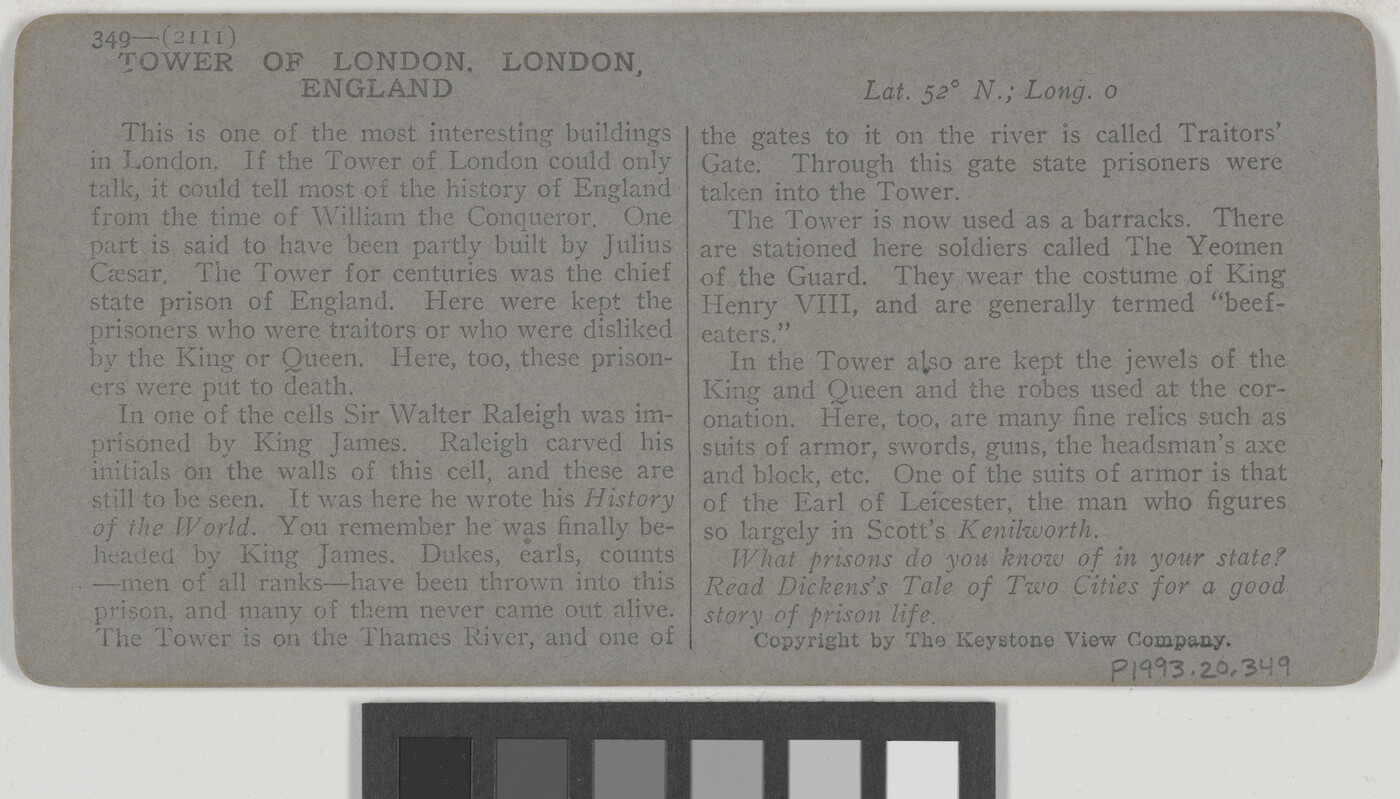 349—(2111)
TOWER OF LONDON, LONDON,
ENGLAND
This is one of the most interesting buildings
in London. If the Tower of London could only
talk, it could tell most of the history of England
from the time of William the Conqueror. One
part is said to have been partly built by Julius
Cæsar. The Tower for centuries was the chief
state prison of England. Here were kept the
prisoners who were traitors or who were disliked
by the King or Queen. Here, too, these prison-
ers were put to death.
In one of the cells Sir Walter Raleigh was im-
prisoned by King James. Raleigh carved his
initials on the walls of this cell, and these are
still to be seen. It was here he wrote his History
of the World. You remember he was finally be-
headed by King James. Dukes, earls, counts
—men of all ranks—have been thrown into this
prison, and many of them never came out alive.
The Tower is on the Thames River, and one of
Lat. 52° N.; Long. 0
the gates to it on the river is called Traitors'
Gate. Through this gate state prisoners were
taken into the Tower.
The Tower is now used as a barracks. There
are stationed here soldiers called The Yeomen
of the Guard. They wear the costume of King
Henry VIII, and are generally termed "beef-
eaters."
In the Tower also are kept the jewels of the
King and Queen and the robes used at the cor-
onation. Here, too, are many fine relics such as
suits of armor, swords, guns, the headsman's axe
and block, etc. One of the suits of armor is that
of the Earl of Leicester, the man who figures
so largely in Scott's Kenilworth.
What prisons do you know of in your state?
Read Dickens's Tale of Two Cities for a good
story of prison life.
Copyright by The Keystone View Company.
P1993.20.349